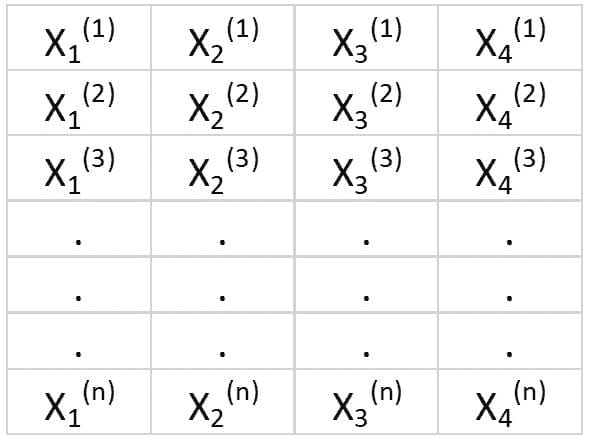 X₁⁽¹⁾ X₂⁽¹⁾ X₃⁽¹⁾ X₄⁽¹⁾
X₁⁽²⁾ X₂⁽²⁾ X₃⁽²⁾ X₄⁽²⁾
X₁⁽³⁾ X₂⁽³⁾ X₃⁽³⁾ X₄⁽³⁾
. . . .
. . . .
. . . .
X₁⁽ⁿ⁾ X₂⁽ⁿ⁾ X₃⁽ⁿ⁾ X₄⁽ⁿ⁾